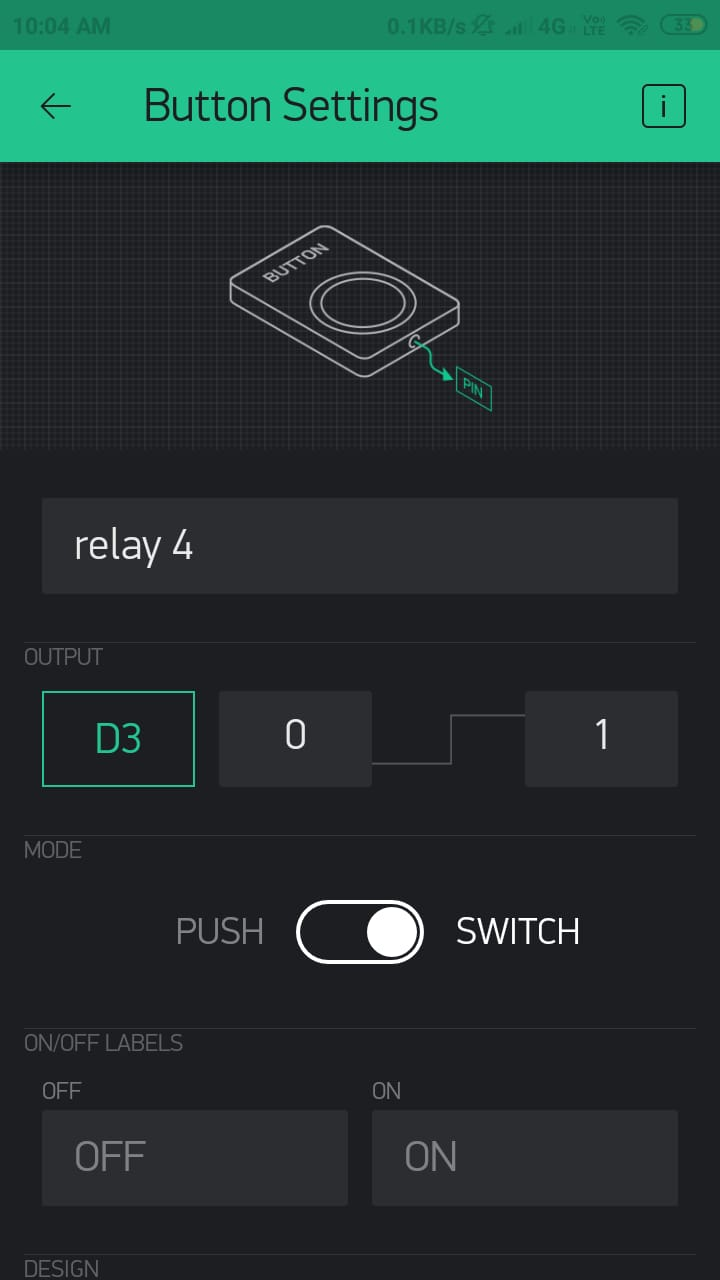 10:04 AM 0.1KB/s 4G Vo) LTE 33
Button Settings i
BUTTON
PIN
relay 4
OUTPUT
D3 0 1
MODE
PUSH SWITCH
ON/OFF LABELS
OFF ON
OFF ON
DESIGN